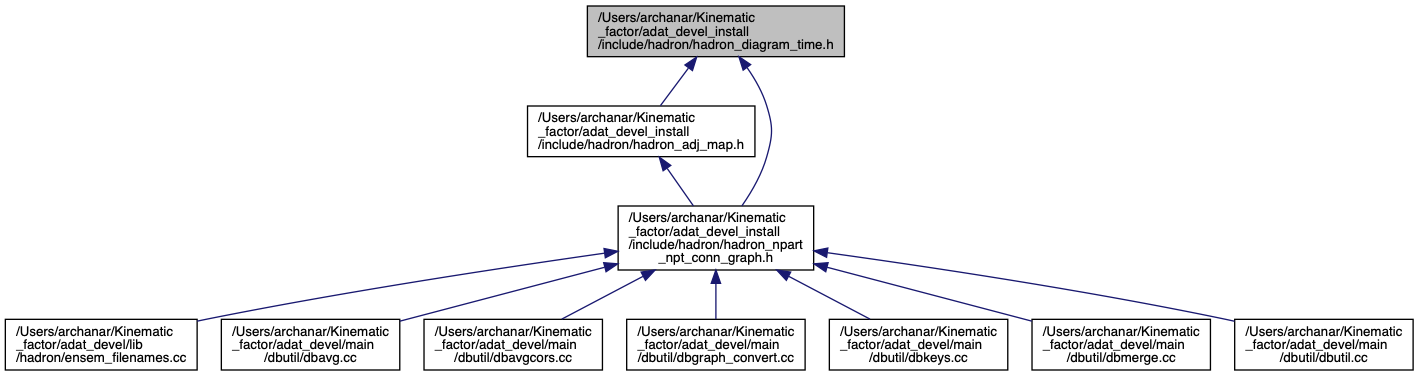 /Users/archanar/Kinematic
_factor/adat_devel_install
/include/hadron/hadron_diagram_time.h
/Users/archanar/Kinematic
_factor/adat_devel_install
/include/hadron/hadron_adj_map.h
/Users/archanar/Kinematic
_factor/adat_devel_install
/include/hadron/hadron_npart
_npt_conn_graph.h
/Users/archanar/Kinematic
_factor/adat_devel/lib
/hadron/ensem_filenames.cc
/Users/archanar/Kinematic
_factor/adat_devel/main
/dbutil/dbavg.cc
/Users/archanar/Kinematic
_factor/adat_devel/main
/dbutil/dbavgcors.cc
/Users/archanar/Kinematic
_factor/adat_devel/main
/dbutil/dbgraph_convert.cc
/Users/archanar/Kinematic
_factor/adat_devel/main
/dbutil/dbkeys.cc
/Users/archanar/Kinematic
_factor/adat_devel/main
/dbutil/dbmerge.cc
/Users/archanar/Kinematic
_factor/adat_devel/main
/dbutil/dbutil.cc